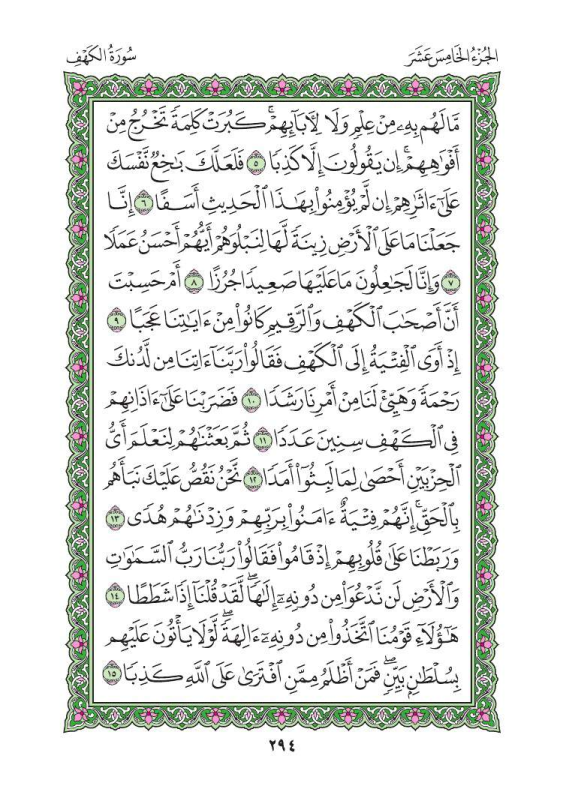 الجُزْءُ الخَامِسَ عَشَرَ
سُورَةُ الكَهْفِ
مَّا لَهُم بِهِۦ مِنْ عِلْمٍ وَلَا لِأٓبَآئِهِمْۚ كَبُرَتْ كَلِمَةً تَخْرُجُ مِنْ
أَفْوَٰهِهِمْۚ إِن يَقُولُونَ إِلَّا كَذِبًا ٥ فَلَعَلَّكَ بَٰخِعٌ نَّفْسَكَ
عَلَىٰٓ ءَاثَٰرِهِمْ إِن لَّمْ يُؤْمِنُوا۟ بِهَٰذَا ٱلْحَدِيثِ أَسَفًا ٦ إِنَّا
جَعَلْنَا مَا عَلَى ٱلْأَرْضِ زِينَةً لَّهَا لِنَبْلُوَهُمْ أَيُّهُمْ أَحْسَنُ عَمَلًا
٧ وَإِنَّا لَجَٰعِلُونَ مَا عَلَيْهَا صَعِيدًا جُرُزًا ٨ أَمْ حَسِبْتَ
أَنَّ أَصْحَٰبَ ٱلْكَهْفِ وَٱلرَّقِيمِ كَانُوا۟ مِنْ ءَايَٰتِنَا عَجَبًا ٩
إِذْ أَوَى ٱلْفِتْيَةُ إِلَى ٱلْكَهْفِ فَقَالُوا۟ رَبَّنَآ ءَاتِنَا مِن لَّدُنكَ
رَحْمَةً وَهَيِّئْ لَنَا مِنْ أَمْرِنَا رَشَدًا ١٠ فَضَرَبْنَا عَلَىٰٓ ءَاذَانِهِمْ
فِى ٱلْكَهْفِ سِنِينَ عَدَدًا ١١ ثُمَّ بَعَثْنَٰهُمْ لِنَعْلَمَ أَىُّ
ٱلْحِزْبَيْنِ أَحْصَىٰ لِمَا لَبِثُوٓا۟ أَمَدًا ١٢ نَّحْنُ نَقُصُّ عَلَيْكَ نَبَأَهُم
بِٱلْحَقِّۚ إِنَّهُمْ فِتْيَةٌ ءَامَنُوا۟ بِرَبِّهِمْ وَزِدْنَٰهُمْ هُدًى ١٣
وَرَبَطْنَا عَلَىٰ قُلُوبِهِمْ إِذْ قَامُوا۟ فَقَالُوا۟ رَبُّنَا رَبُّ ٱلسَّمَٰوَٰتِ
وَٱلْأَرْضِ لَن نَّدْعُوَا۟ مِن دُونِهِۦٓ إِلَٰهًاۖ لَّقَدْ قُلْنَآ إِذًا شَطَطًا ١٤
هَٰٓؤُلَآءِ قَوْمُنَا ٱتَّخَذُوا۟ مِن دُونِهِۦٓ ءَالِهَةًۖ لَّوْلَا يَأْتُونَ عَلَيْهِم
بِسُلْطَٰنٍۭ بَيِّنٍۖ فَمَنْ أَظْلَمُ مِمَّنِ ٱفْتَرَىٰ عَلَى ٱللَّهِ كَذِبًا ١٥
٢٩٤